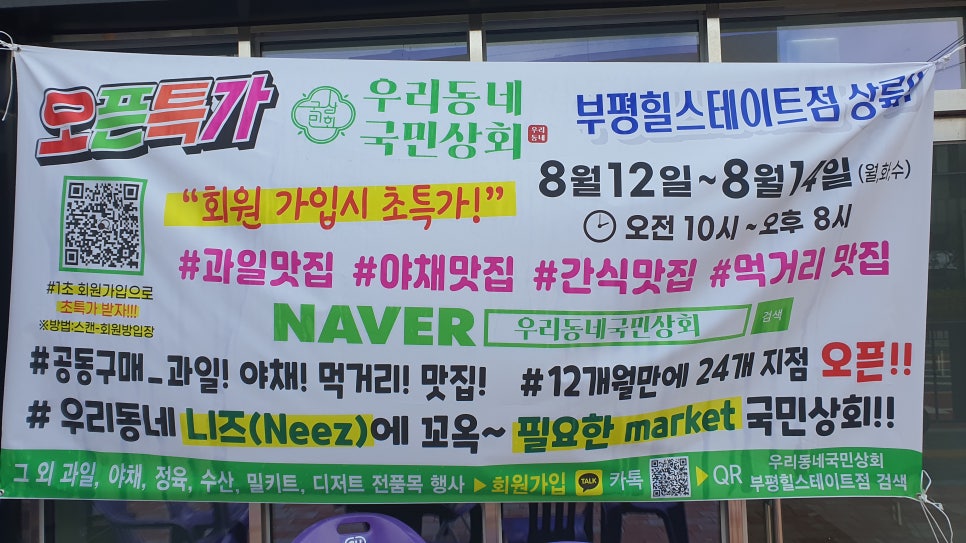 오픈특가
국민상회
우리동네
국민상회
우리
동네
부평힐스테이트점 상륙!!
8월12일~8월14일 (월,화,수)
오전 10시 ~오후 8시
"회원 가입시 초특가!"
#과일맛집 #야채맛집 #간식맛집 #먹거리 맛집
#1초 회원가입으로
초특가 받자!!!
※방법:스캔-회원방입장
NAVER 우리동네국민상회 검색
#공동구매_과일! 야채! 먹거리! 맛집! #12개월만에 24개 지점 오픈!!
# 우리동네 니즈(Neez)에 꼬옥~ 필요한 market 국민상회!!
그 외 과일, 야채, 정육, 수산, 밀키트, 디저트 전품목 행사 ▶ 회원가입 TALK 카톡 ▶ QR 우리동네국민상회
부평힐스테이트점 검색